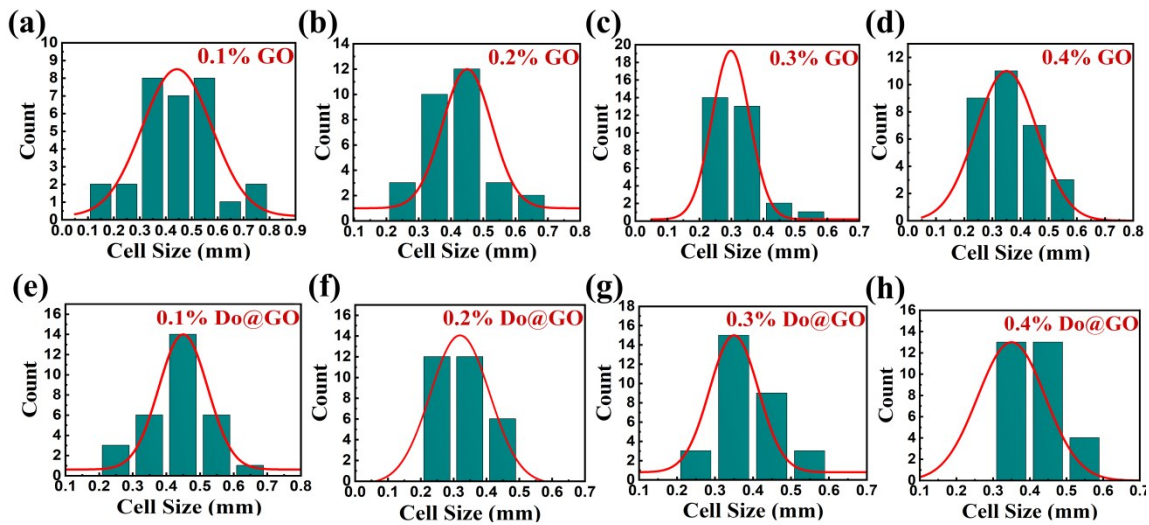 (a)
0.1% GO
Count
10
9
8
7
6
5
4
3
2
1
0
0.0 0.1 0.2 0.3 0.4 0.5 0.6 0.7 0.8 0.9
Cell Size (mm)
(b)
0.2% GO
Count
14
12
10
8
6
4
2
0
0.1 0.2 0.3 0.4 0.5 0.6 0.7 0.8
Cell Size (mm)
(c)
0.3% GO
Count
20
18
16
14
12
10
8
6
4
2
0
0.0 0.1 0.2 0.3 0.4 0.5 0.6 0.7
Cell Size (mm)
(d)
0.4% GO
Count
12
10
8
6
4
2
0
0.0 0.1 0.2 0.3 0.4 0.5 0.6 0.7 0.8
Cell Size (mm)
(e)
0.1% Do@GO
Count
16
14
12
10
8
6
4
2
0
0.1 0.2 0.3 0.4 0.5 0.6 0.7 0.8
Cell Size (mm)
(f)
0.2% Do@GO
Count
16
14
12
10
8
6
4
2
0
0.0 0.1 0.2 0.3 0.4 0.5 0.6 0.7
Cell Size (mm)
(g)
0.3% Do@GO
Count
18
16
14
12
10
8
6
4
2
0
0.1 0.2 0.3 0.4 0.5 0.6 0.7
Cell Size (mm)
(h)
0.4% Do@GO
Count
16
14
12
10
8
6
4
2
0
0.1 0.2 0.3 0.4 0.5 0.6 0.7
Cell Size (mm)